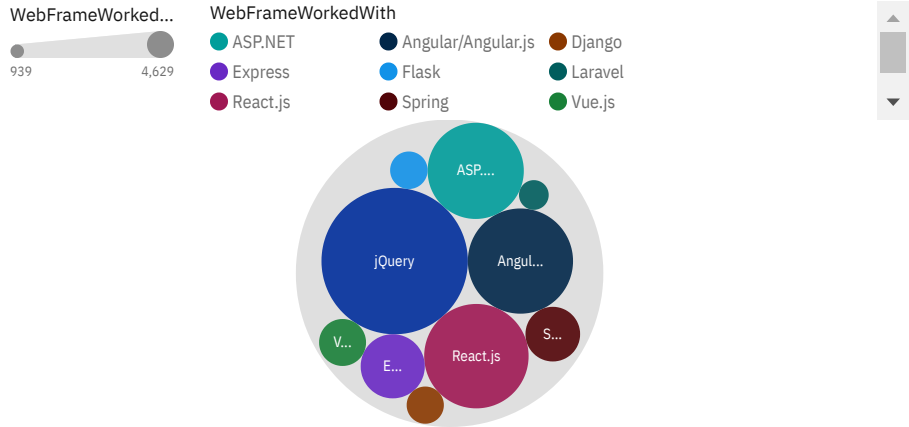 WebFrameWorked...
939
4,629
WebFrameWorkedWith
ASP.NET
Angular/Angular.js
Django
Express
Flask
Laravel
React.js
Spring
Vue.js
ASP....
jQuery
Angul...
V...
E...
React.js
S...